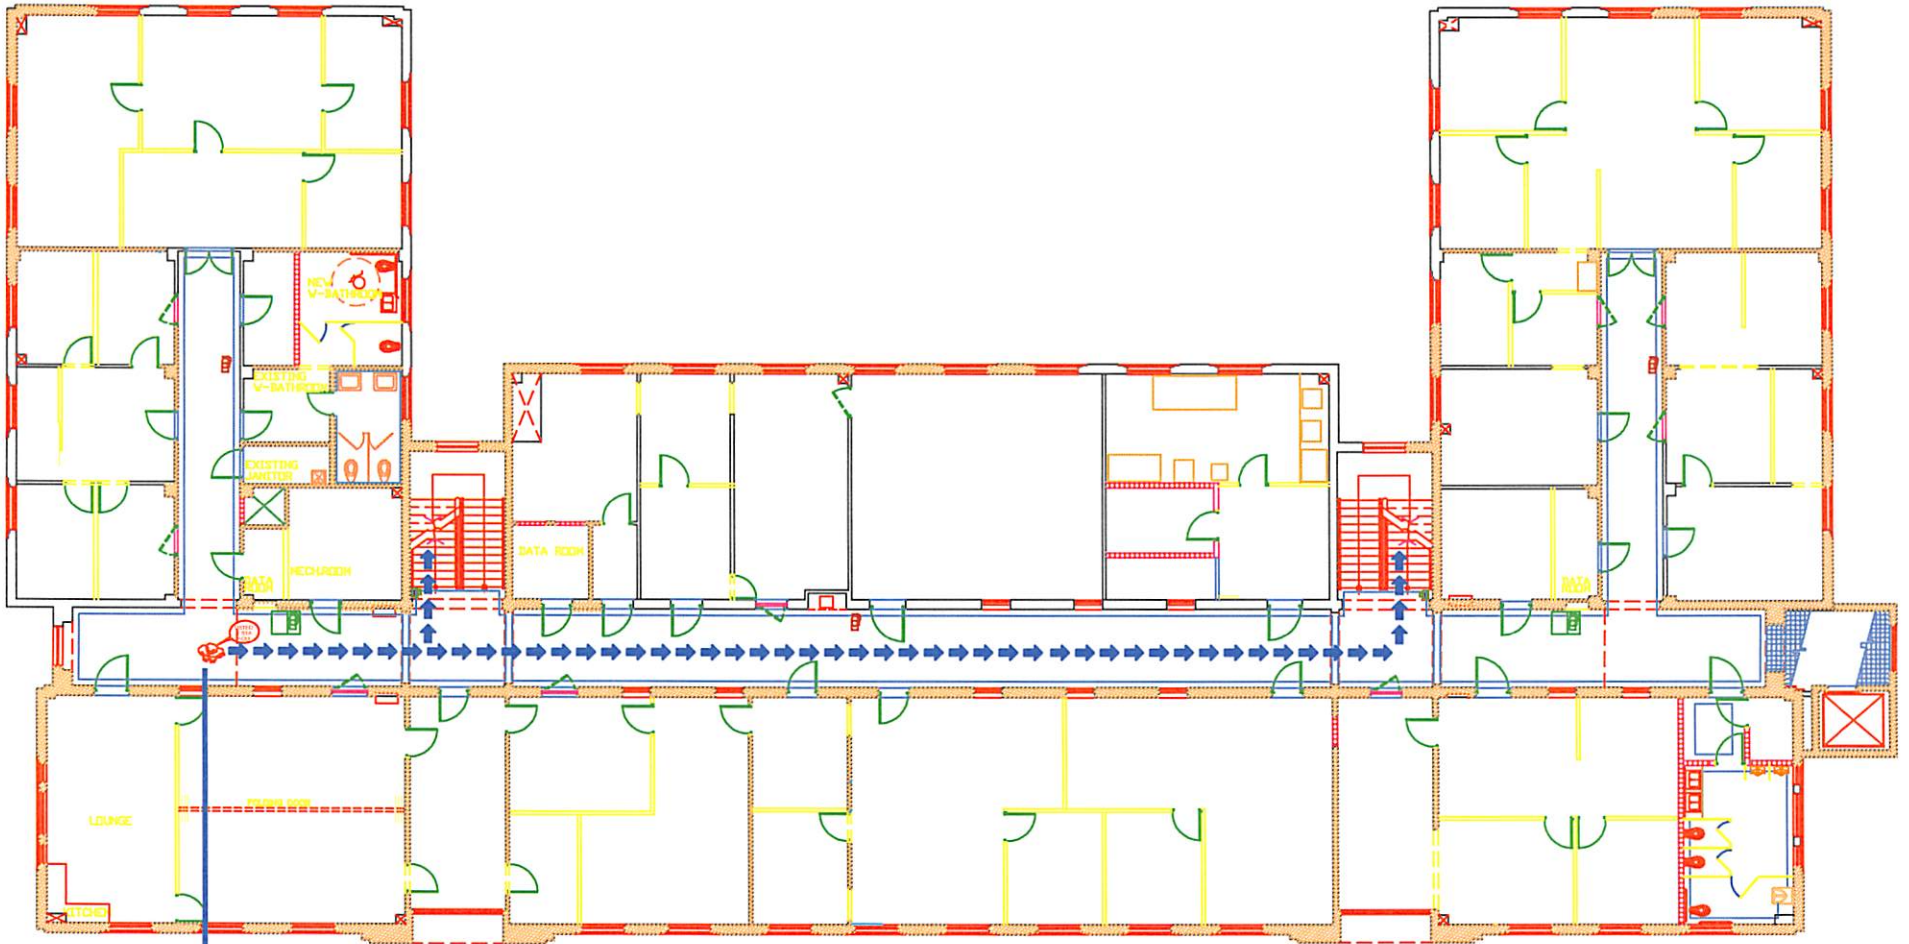 NEW
W-BATHROOM
EXISTING
W-BATHROOM
EXISTING
JANITOR
DATA
ROOM
MECH.ROOM
DATA ROOM
DATA
ROOM
LOUNGE
KITCHEN